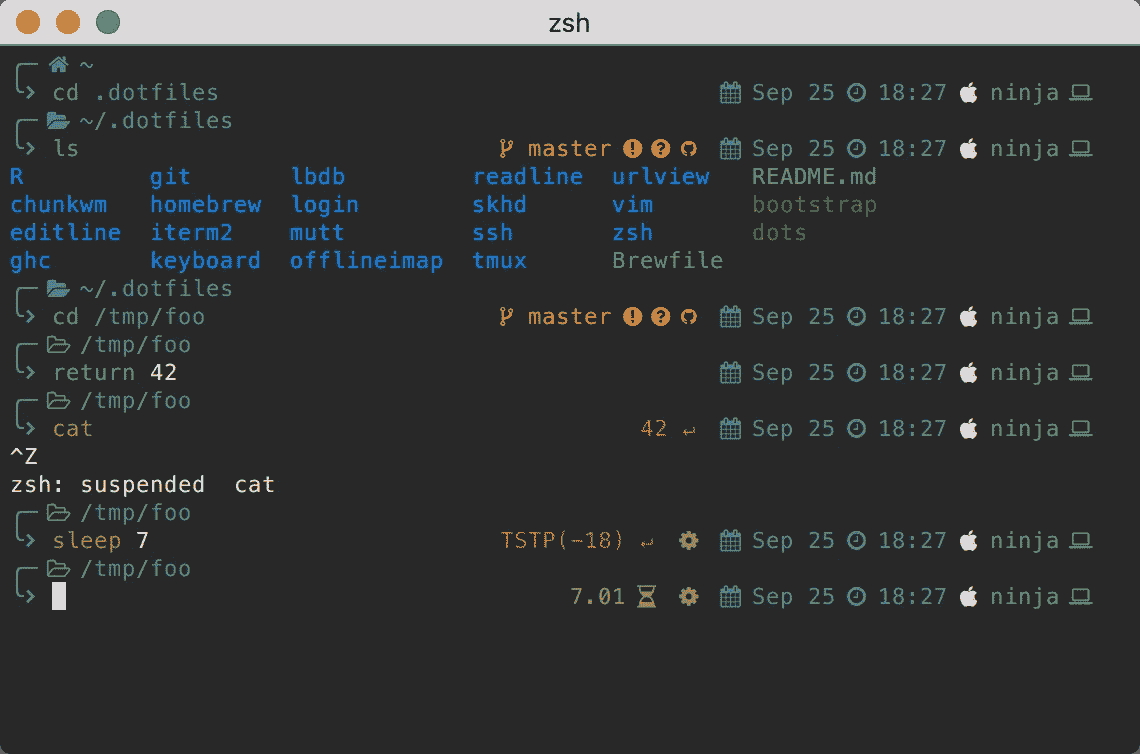 zsh
~
cd .dotfiles Sep 25 18:27 ninja
~/.dotfiles
ls master Sep 25 18:27 ninja
R git lbdb readline urlview README.md
chunkwm homebrew login skhd vim bootstrap
editline iterm2 mutt ssh zsh dots
ghc keyboard offlineimap tmux Brewfile
~/.dotfiles
cd /tmp/foo master Sep 25 18:27 ninja
/tmp/foo
return 42 Sep 25 18:27 ninja
/tmp/foo
cat 42 ↵ Sep 25 18:27 ninja
^Z
zsh: suspended  cat
/tmp/foo
sleep 7 TSTP(-18) ↵ Sep 25 18:27 ninja
/tmp/foo
7.01 Sep 25 18:27 ninja